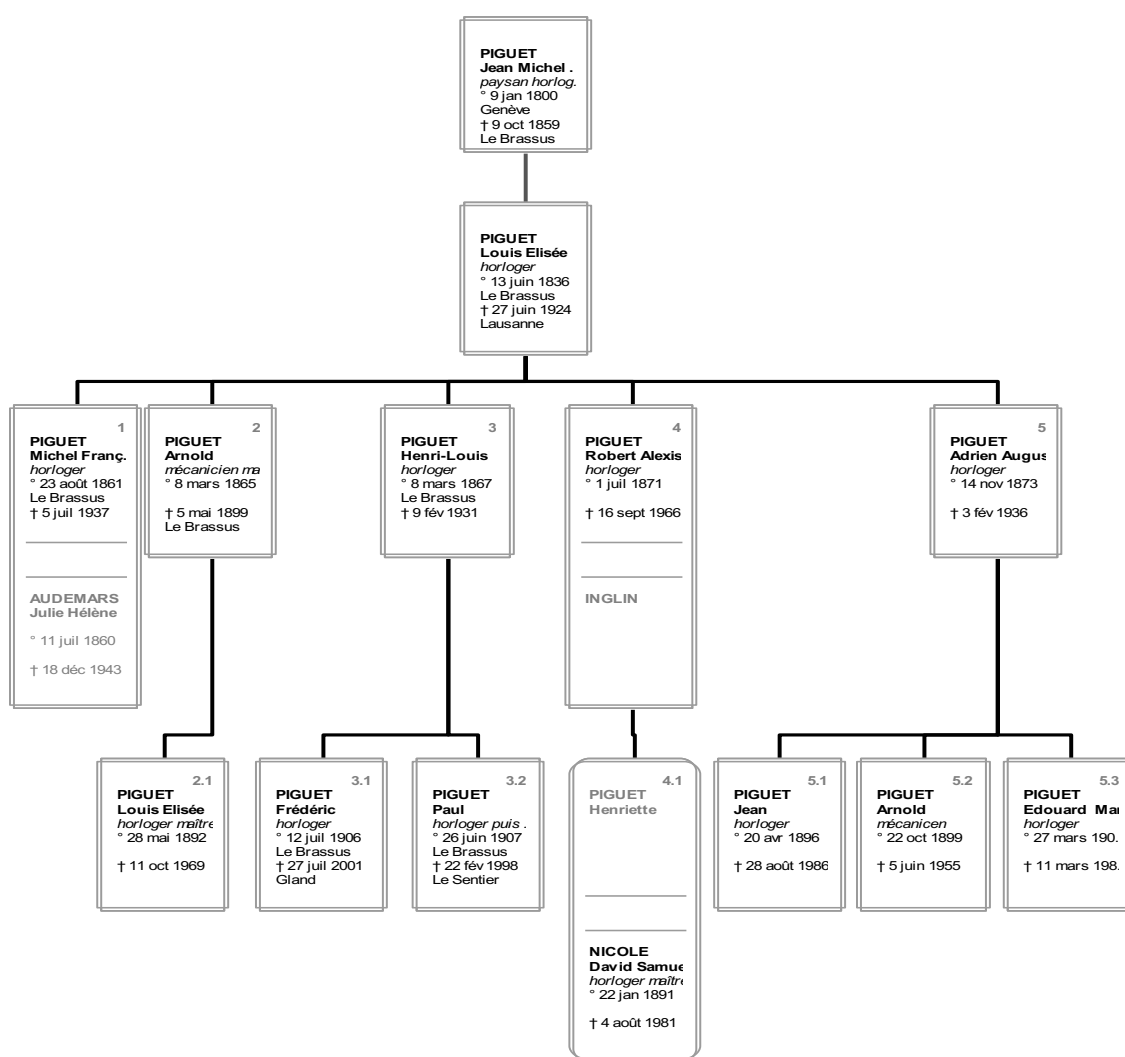 PIGUET
Jean Michel .
paysan horlog.
° 9 jan 1800
Genève
† 9 oct 1859
Le Brassus
PIGUET
Louis Elisée
horloger
° 13 juin 1836
Le Brassus
† 27 juin 1924
Lausanne
1
PIGUET
Michel Franç.
horloger
° 23 août 1861
Le Brassus
† 5 juil 1937
AUDEMARS
Julie Hélène
° 11 juil 1860
† 18 déc 1943
2
PIGUET
Arnold
mécanicien ma
° 8 mars 1865
† 5 mai 1899
Le Brassus
3
PIGUET
Henri-Louis
horloger
° 8 mars 1867
Le Brassus
† 9 fév 1931
4
PIGUET
Robert Alexis
horloger
° 1 juil 1871
† 16 sept 1966
INGLIN
5
PIGUET
Adrien Augus
horloger
° 14 nov 1873
† 3 fév 1936
2.1
PIGUET
Louis Elisée
horloger maître
° 28 mai 1892
† 11 oct 1969
3.1
PIGUET
Frédéric
horloger
° 12 juil 1906
Le Brassus
† 27 juil 2001
Gland
3.2
PIGUET
Paul
horloger puis .
° 26 juin 1907
Le Brassus
† 22 fév 1998
Le Sentier
4.1
PIGUET
Henriette
NICOLE
David Samue
horloger maître
° 22 jan 1891
† 4 août 1981
5.1
PIGUET
Jean
horloger
° 20 avr 1896
† 28 août 1986
5.2
PIGUET
Arnold
mécanicen
° 22 oct 1899
† 5 juin 1955
5.3
PIGUET
Edouard Mar
horloger
° 27 mars 190.
† 11 mars 198.